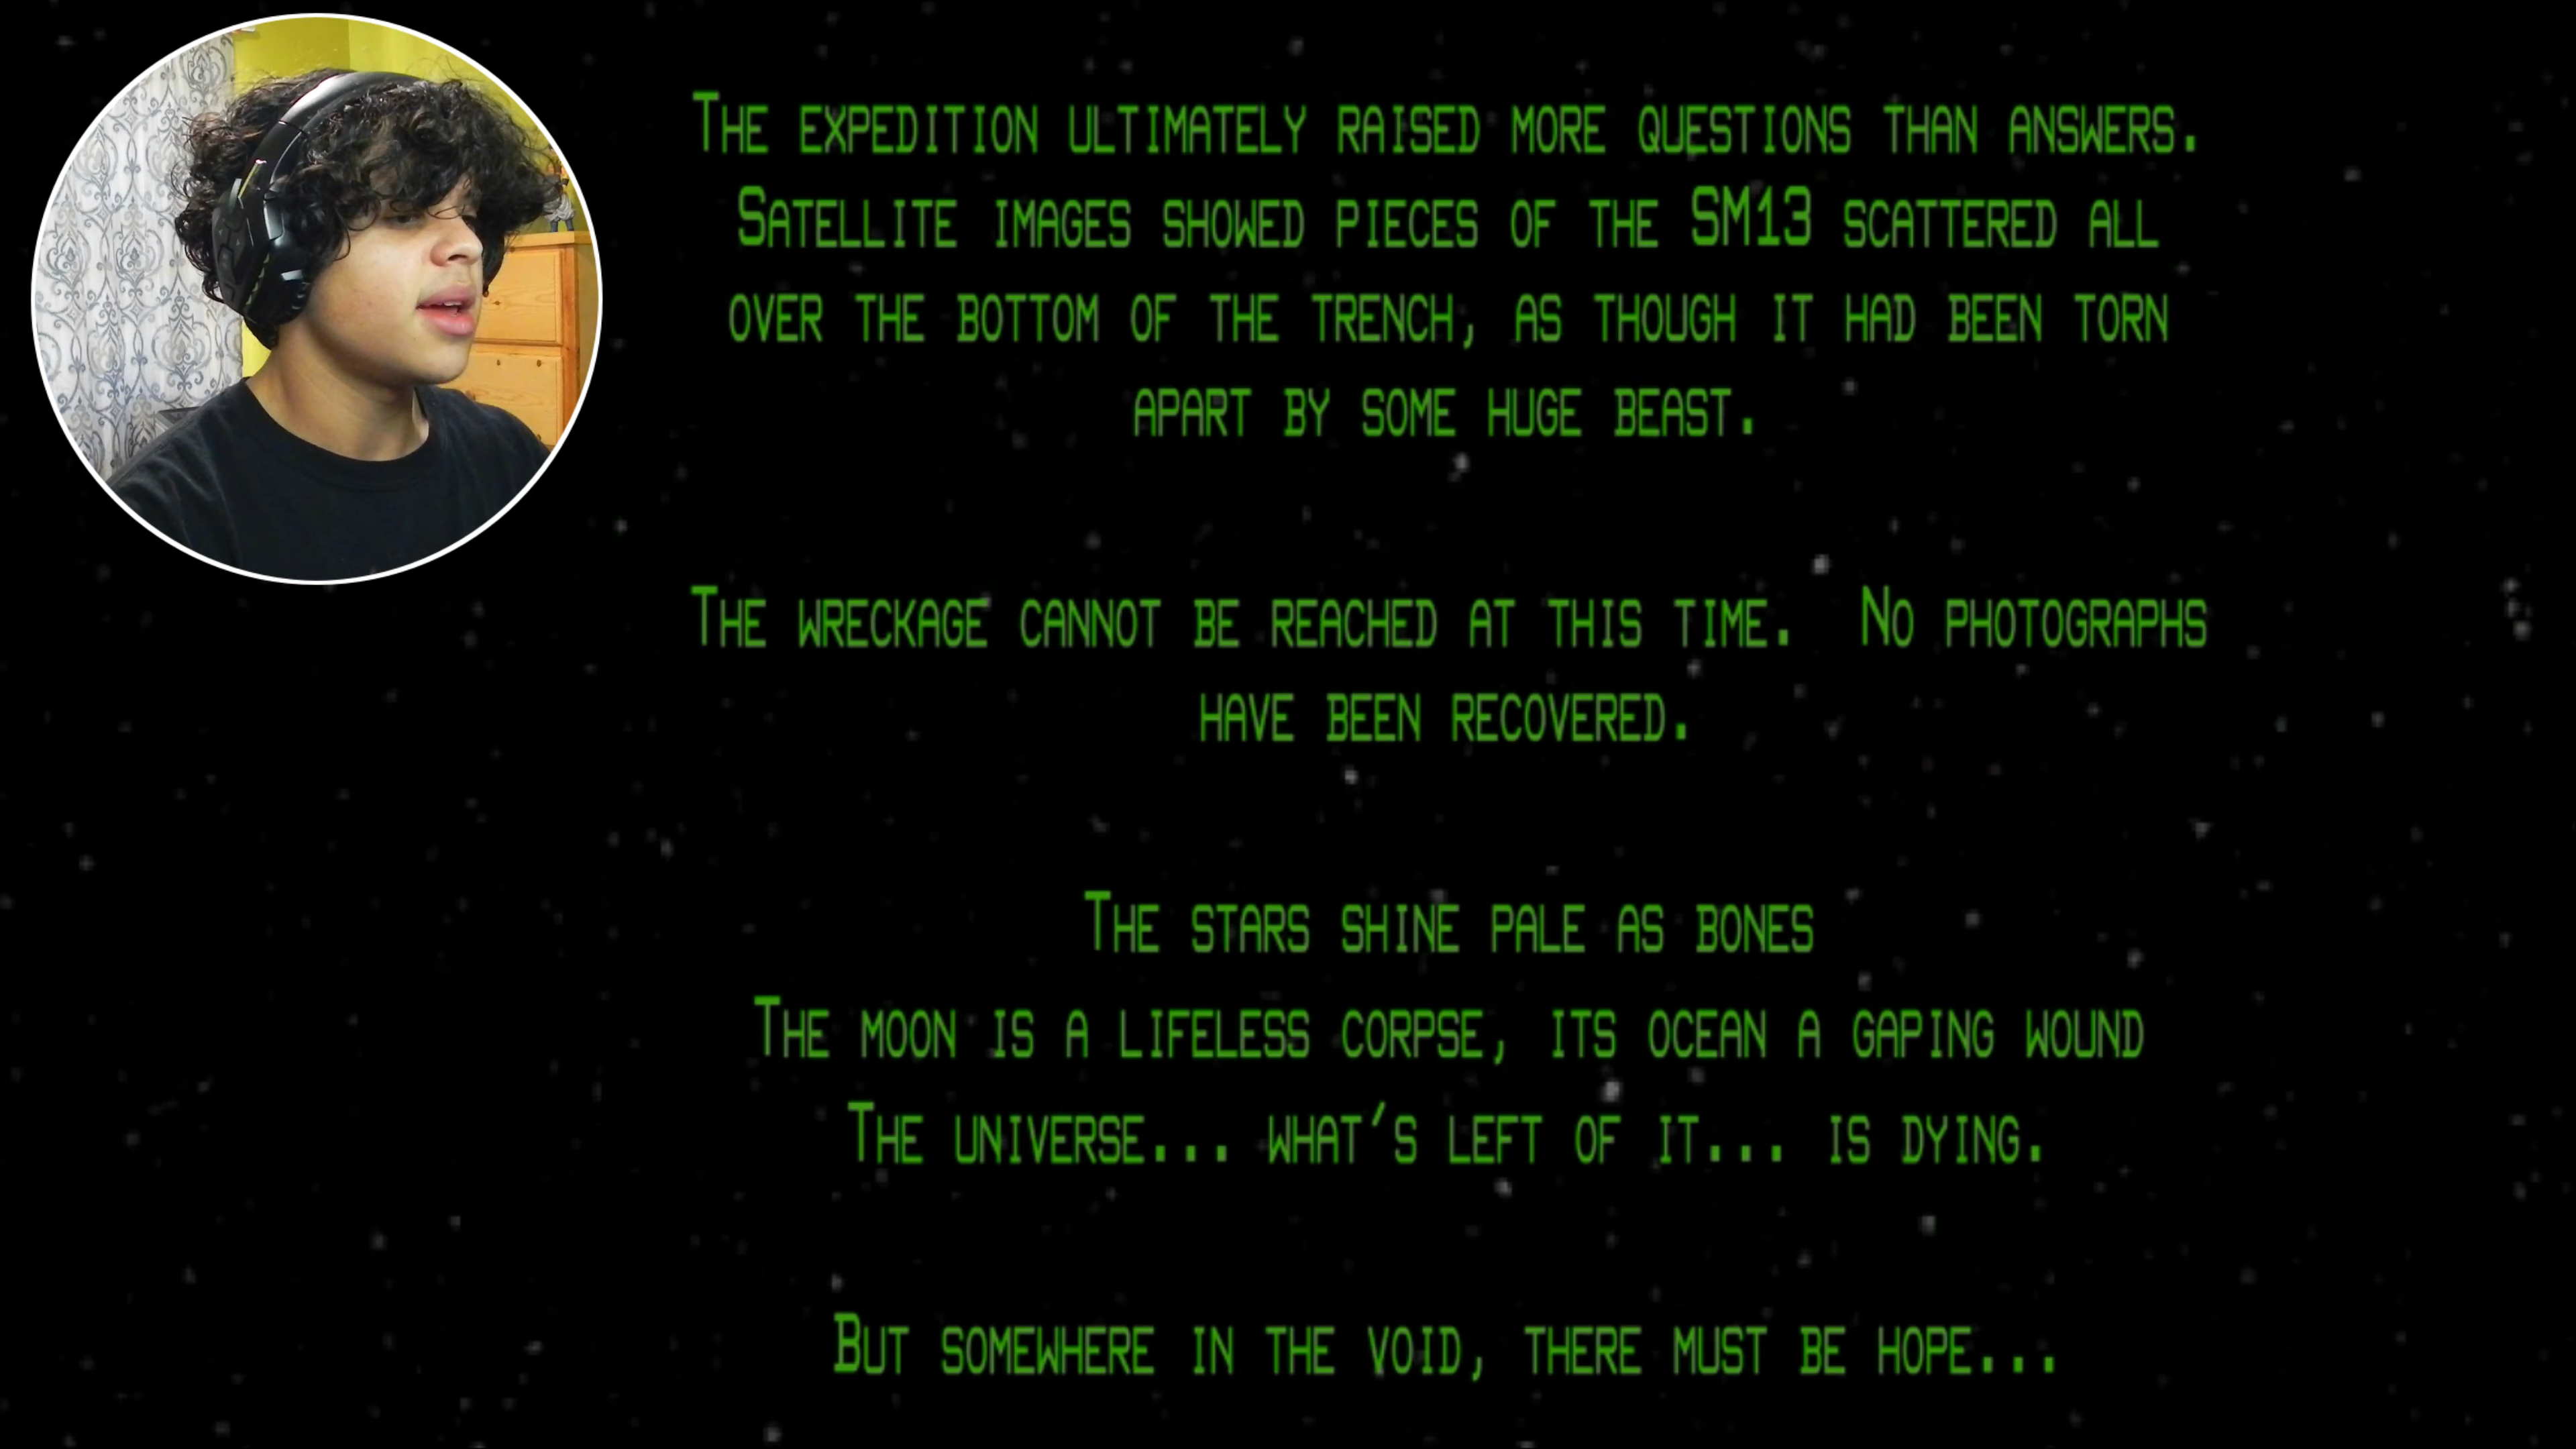 The expedition ultimately raised more questions than answers.
Satellite images showed pieces of the SM13 scattered all
over the bottom of the trench, as though it had been torn
apart by some huge beast.
The wreckage cannot be reached at this time.  No photographs
have been recovered.
The stars shine pale as bones
The moon is a lifeless corpse, its ocean a gaping wound
The universe... what's left of it... is dying.
But somewhere in the void, there must be hope...